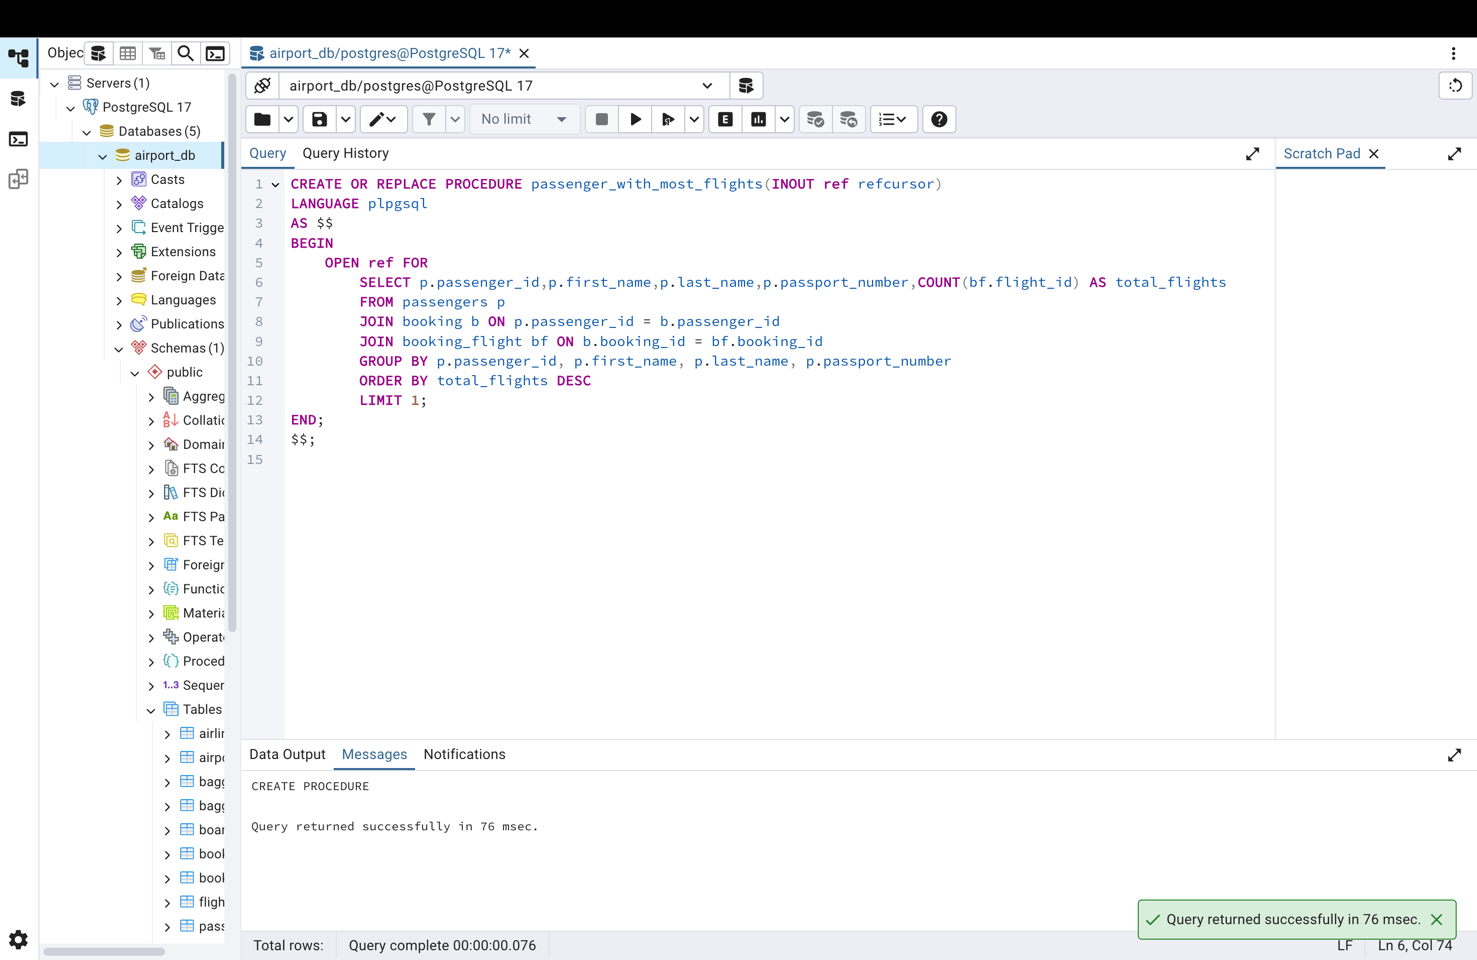 Objec
airport_db/postgres@PostgreSQL 17*
Servers (1)
PostgreSQL 17
Databases (5)
airport_db
Casts
Catalogs
Event Trigge
Extensions
Foreign Data
Languages
Publications
Schemas (1)
public
Aggreg
Collatic
Domair
FTS Co
FTS Dic
FTS Pa
FTS Te
Foreigr
Functic
Materia
Operat
Proced
1..3 Sequer
Tables
airlir
airpo
bagg
bagg
boar
book
book
fligh
pass
airport_db/postgres@PostgreSQL 17
No limit
Query
Query History
Scratch Pad
1 CREATE OR REPLACE PROCEDURE passenger_with_most_flights(INOUT ref refcursor)
2 LANGUAGE plpgsql
3 AS $$
4 BEGIN
5 OPEN ref FOR
6 SELECT p.passenger_id,p.first_name,p.last_name,p.passport_number,COUNT(bf.flight_id) AS total_flights
7 FROM passengers p
8 JOIN booking b ON p.passenger_id = b.passenger_id
9 JOIN booking_flight bf ON b.booking_id = bf.booking_id
10 GROUP BY p.passenger_id, p.first_name, p.last_name, p.passport_number
11 ORDER BY total_flights DESC
12 LIMIT 1;
13 END;
14 $$;
15
Data Output
Messages
Notifications
CREATE PROCEDURE
Query returned successfully in 76 msec.
Query returned successfully in 76 msec.
Total rows:
Query complete 00:00:00.076
LF
Ln 6, Col 74